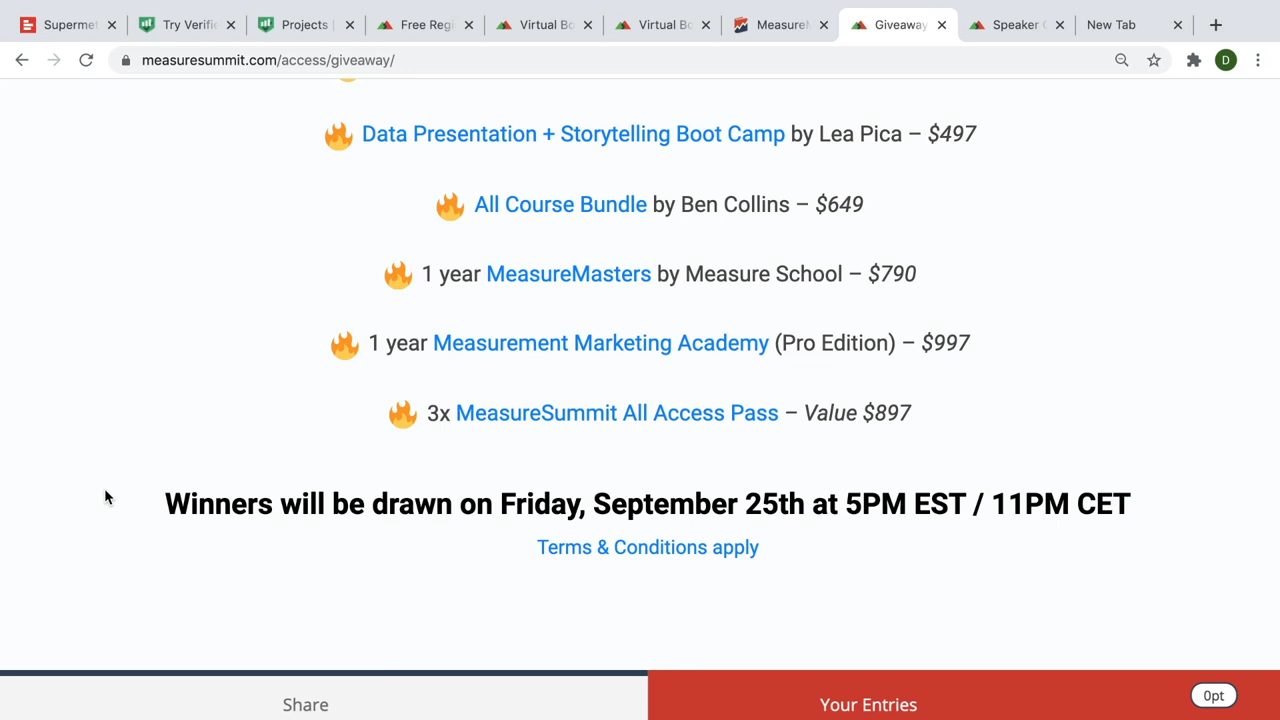 Supermet
Try Verifie
Projects |
Free Regi
Virtual Bo
Virtual Bo
MeasureM
Giveaway
Speaker
New Tab
measuresummit.com/access/giveaway/
D
Data Presentation + Storytelling Boot Camp by Lea Pica – $497
All Course Bundle by Ben Collins – $649
1 year MeasureMasters by Measure School – $790
1 year Measurement Marketing Academy (Pro Edition) – $997
3x MeasureSummit All Access Pass – Value $897
Winners will be drawn on Friday, September 25th at 5PM EST / 11PM CET
Terms & Conditions apply
Share
Your Entries
0pt